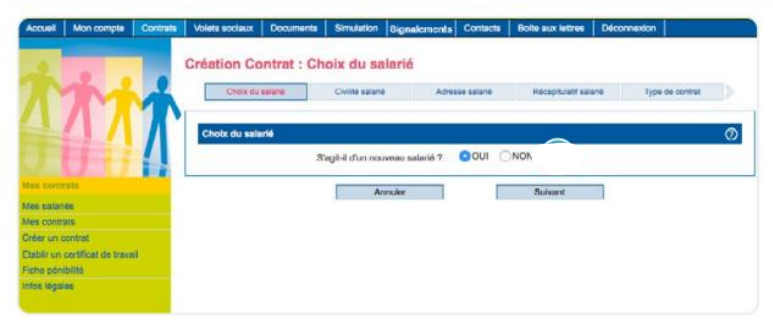 Accueil Mon compte Contrats Volets sociaux Documents Simulation Signalements Contacts Boîte aux lettres Déconnexion
Création Contrat : Choix du salarié
Choix du salarié Civilité salarié Adresse salarié Récapitulatif salarié Type de contrat
Choix du salarié ?
S'agit-il d'un nouveau salarié ? OUI NON
Annuler Suivant
Mes contrats
Mes salariés
Mes contrats
Créer un contrat
Etablir un certificat de travail
Fiche pénibilité
Infos légales